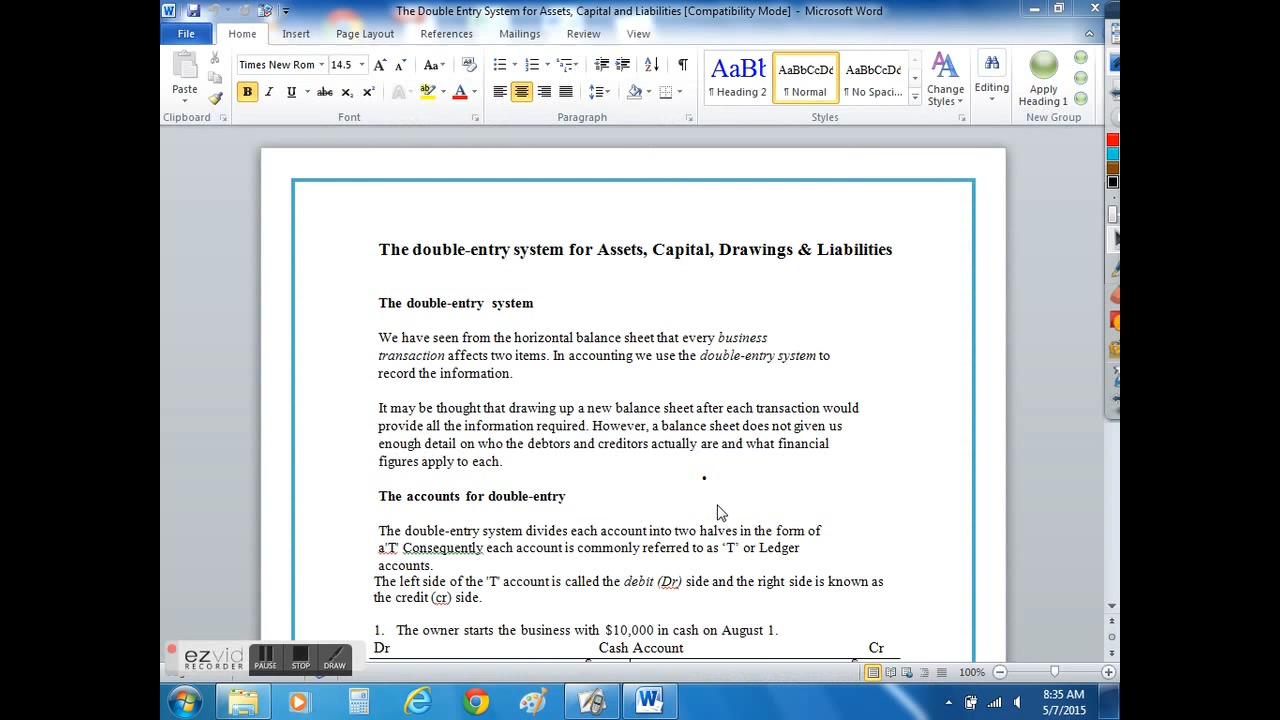 The Double Entry System for Assets, Capital and Liabilities [Compatibility Mode] - Microsoft Word
File Home Insert Page Layout References Mailings Review View
Times New Rom 14.5 Aa
AaBb AaBbCcDd AaBbCcDd
Paste
B I U abc x₂ x² A ab A
¶ Heading 2 ¶ Normal ¶ No Spaci...
Change Styles
Editing
Apply Heading 1
Clipboard Font Paragraph Styles New Group
The double-entry system for Assets, Capital, Drawings & Liabilities
The double-entry system
We have seen from the horizontal balance sheet that every business
transaction affects two items. In accounting we use the double-entry system to
record the information.
It may be thought that drawing up a new balance sheet after each transaction would
provide all the information required. However, a balance sheet does not given us
enough detail on who the debtors and creditors actually are and what financial
figures apply to each.
The accounts for double-entry
The double-entry system divides each account into two halves in the form of
a'T' Consequently each account is commonly referred to as ‘T’ or Ledger
accounts.
The left side of the 'T' account is called the debit (Dr) side and the right side is known as
the credit (cr) side.
1. The owner starts the business with $10,000 in cash on August 1.
Dr Cash Account Cr
ezvid
RECORDER
PAUSE STOP DRAW
100%
8:35 AM
5/7/2015